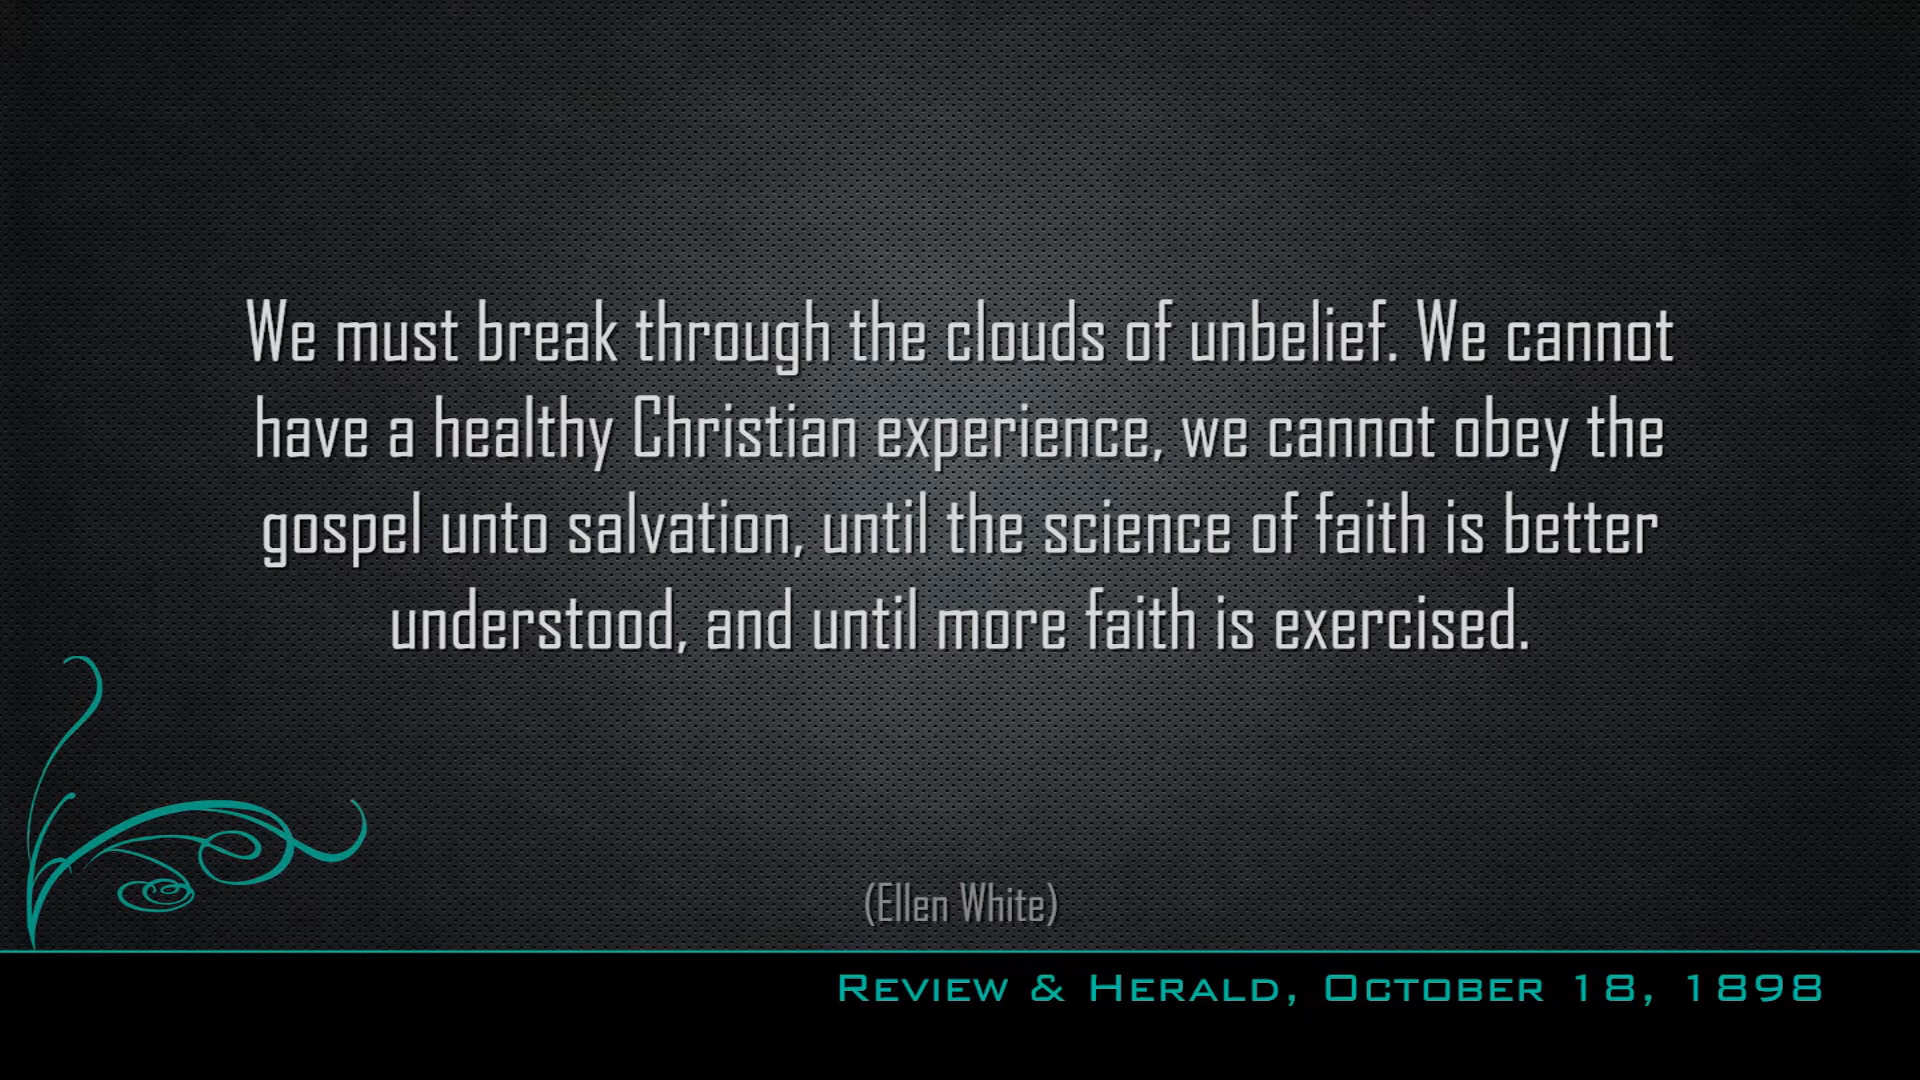 We must break through the clouds of unbelief. We cannot
have a healthy Christian experience, we cannot obey the
gospel unto salvation, until the science of faith is better
understood, and until more faith is exercised.
(Ellen White)
Review & Herald, October 18, 1898